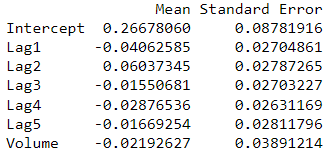 Mean Standard Error
Intercept 0.26678060 0.08781916
Lag1 -0.04062585 0.02704861
Lag2 0.06037345 0.02787265
Lag3 -0.01550681 0.02703227
Lag4 -0.02876536 0.02631169
Lag5 -0.01669254 0.02811796
Volume -0.02192627 0.03891214